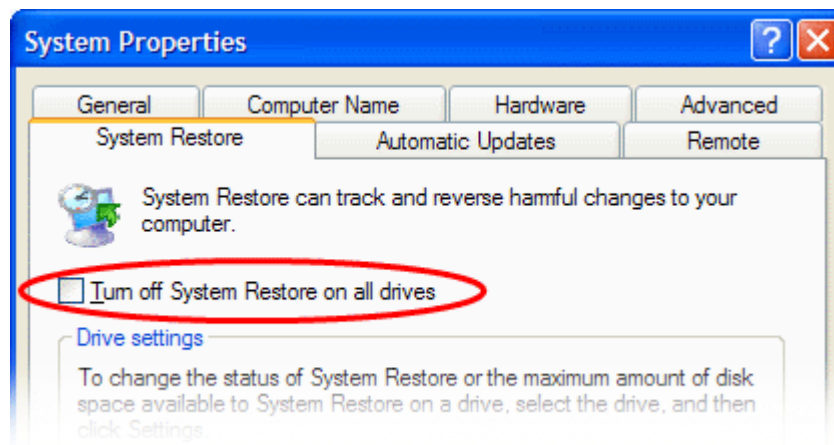 System Properties
General
Computer Name
Hardware
Advanced
System Restore
Automatic Updates
Remote
System Restore can track and reverse harmful changes to your
computer.
Turn off System Restore on all drives
Drive settings
To change the status of System Restore or the maximum amount of disk
space available to System Restore on a drive, select the drive, and then
click Settings.